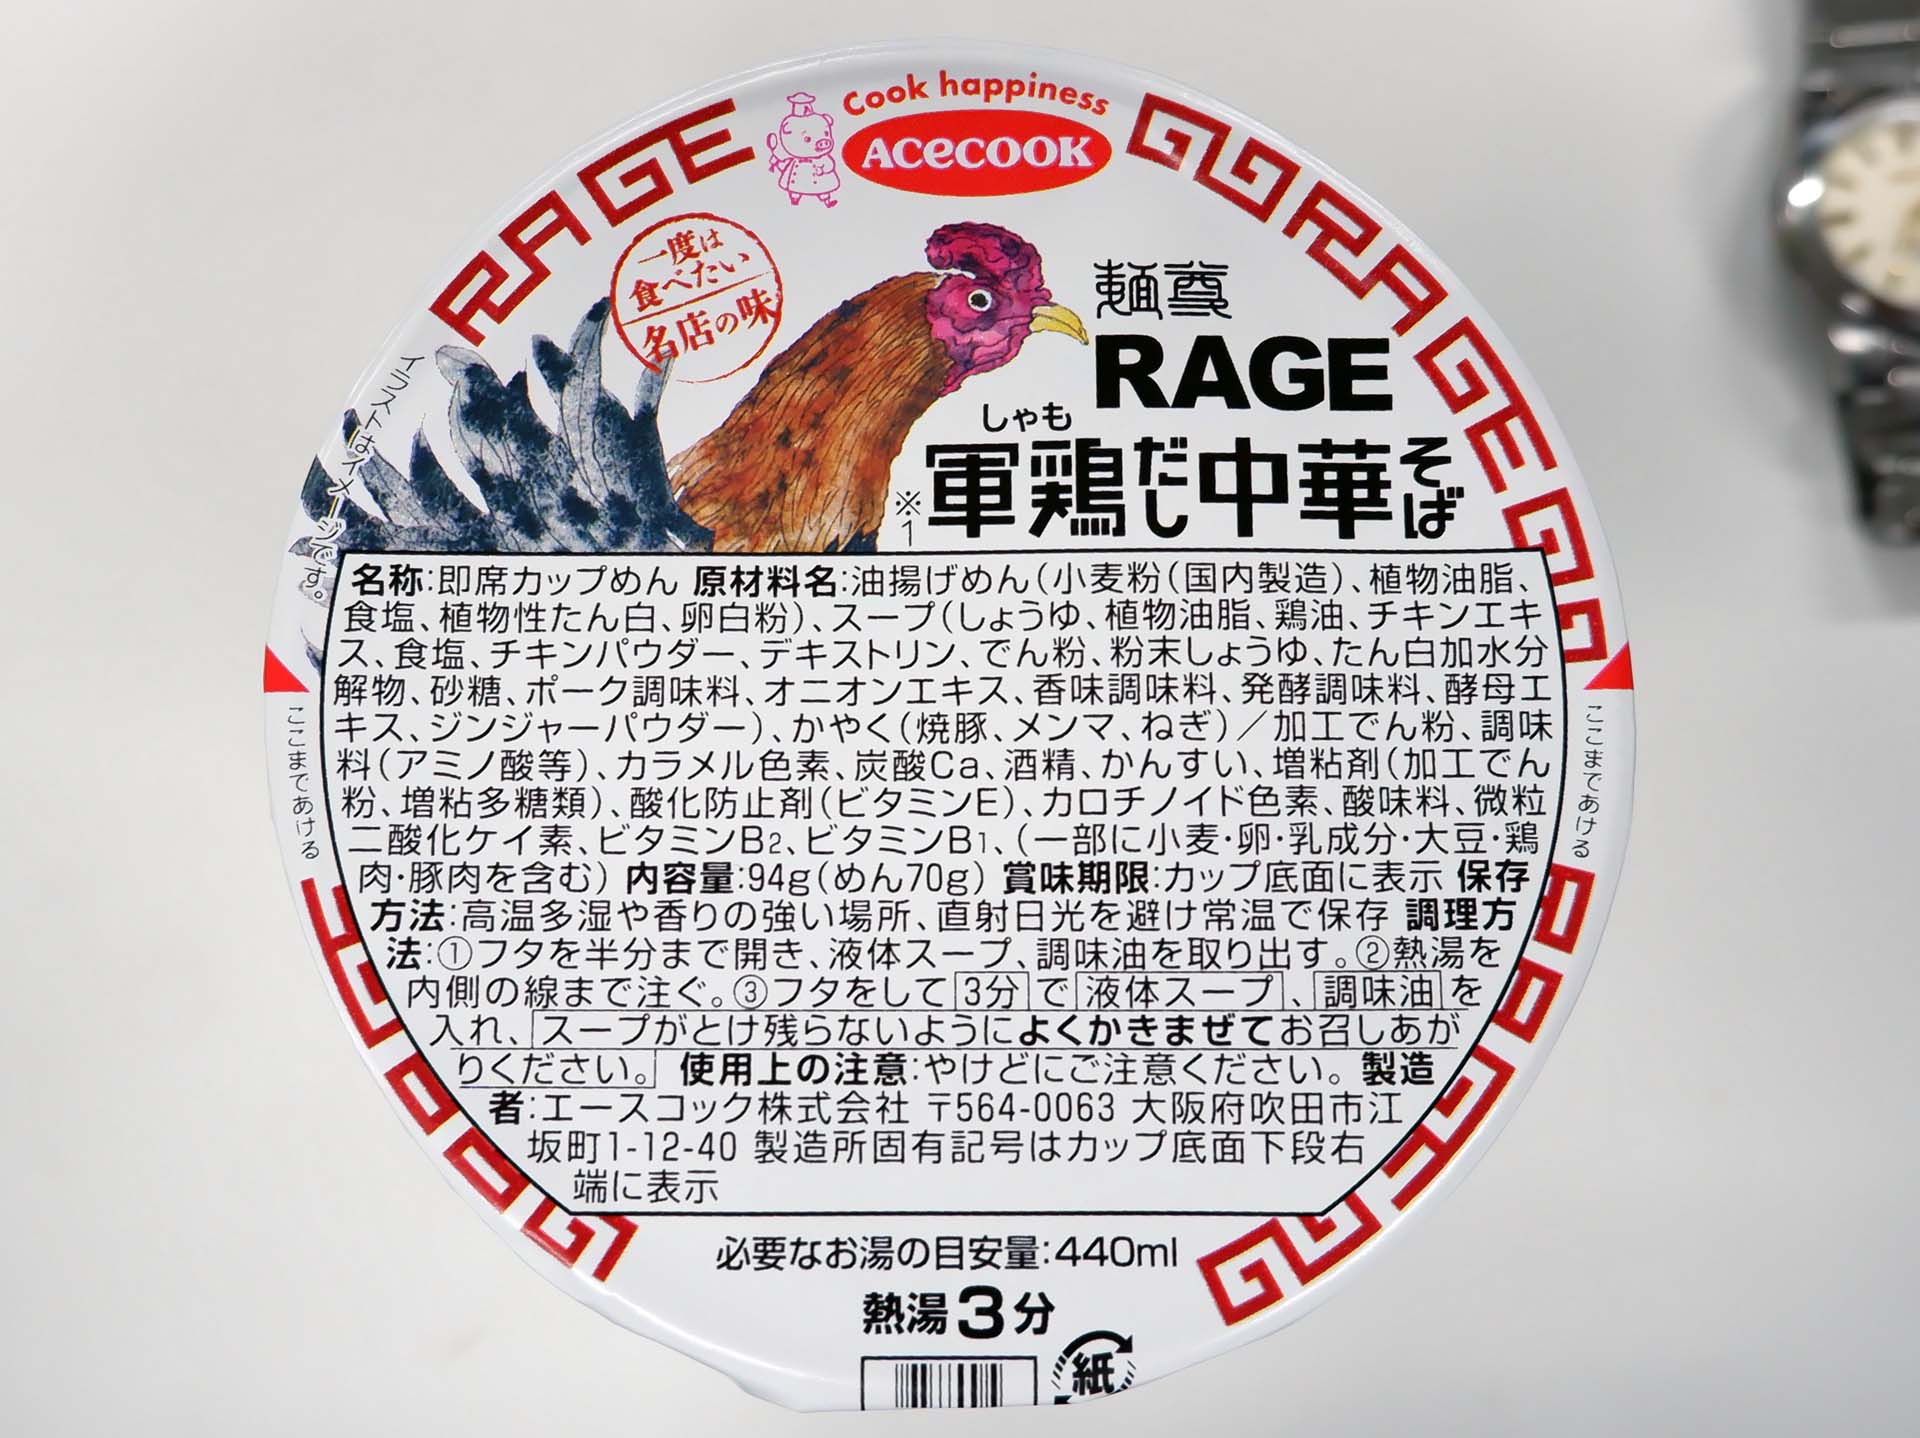 Cook happiness
Acecook
RAGE
RAGE
一度は
食べたい
名店の味
麺尊
RAGE
しゃも
※1 軍鶏だし中華そば
イラストはイメージです。
名称:即席カップめん 原材料名:油揚げめん(小麦粉(国内製造)、植物油脂、
食塩、植物性たん白、卵白粉)、スープ(しょうゆ、植物油脂、鶏油、チキンエキ
ス、食塩、チキンパウダー、デキストリン、でん粉、粉末しょうゆ、たん白加水分
解物、砂糖、ポーク調味料、オニオンエキス、香味調味料、発酵調味料、酵母エ
キス、ジンジャーパウダー)、かやく(焼豚、メンマ、ねぎ)/加工でん粉、調味
料(アミノ酸等)、カラメル色素、炭酸Ca、酒精、かんすい、増粘剤(加工でん
粉、増粘多糖類)、酸化防止剤(ビタミンE)、カロチノイド色素、酸味料、微粒
二酸化ケイ素、ビタミンB2、ビタミンB1、(一部に小麦・卵・乳成分・大豆・鶏
肉・豚肉を含む) 内容量:94g(めん70g) 賞味期限:カップ底面に表示 保存
方法:高温多湿や香りの強い場所、直射日光を避け常温で保存 調理方
法:①フタを半分まで開き、液体スープ、調味油を取り出す。②熱湯を
内側の線まで注ぐ。③フタをして3分で液体スープ、調味油を
入れ、スープがとけ残らないようによくかきまぜてお召しあが
りください。 使用上の注意:やけどにご注意ください。 製造
者:エースコック株式会社 〒564-0063 大阪府吹田市江
坂町1-12-40 製造所固有記号はカップ底面下段右
端に表示
ここまであける
ここまであける
必要なお湯の目安量:440ml
熱湯3分
紙